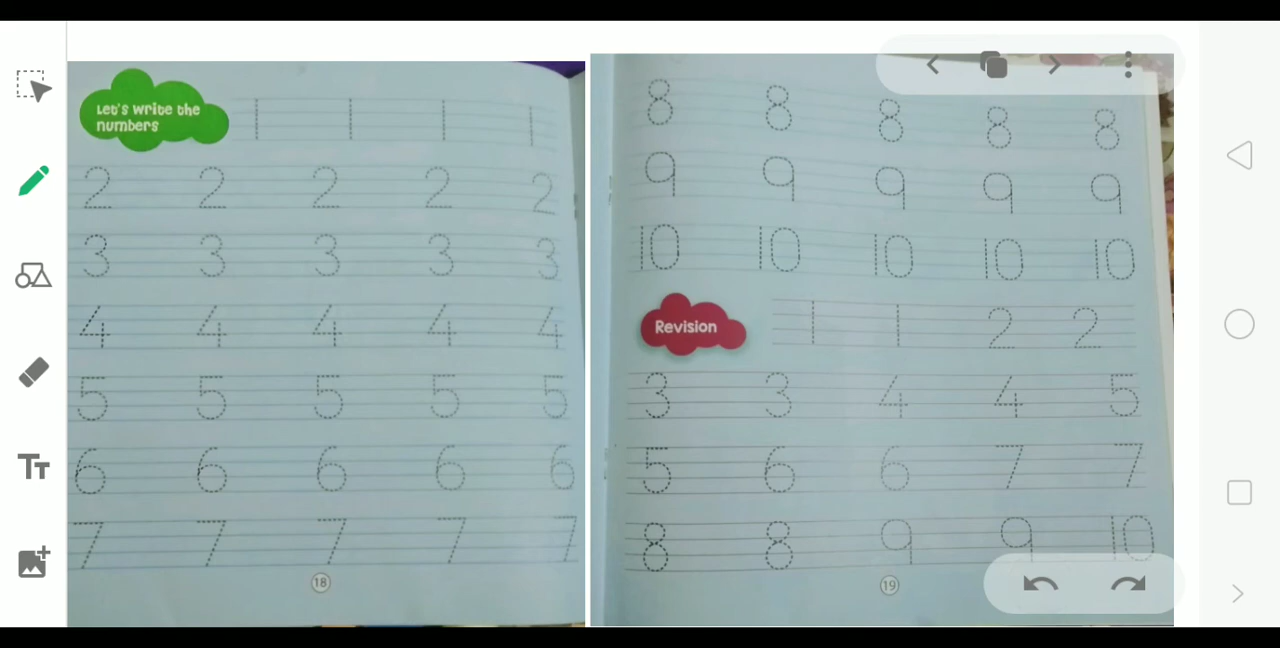 Let's write the
numbers
1 1 1 1
2 2 2 2 2
3 3 3 3 3
4 4 4 4 4
5 5 5 5 5
6 6 6 6 6
7 7 7 7 7
18
8 8 8 8 8
9 9 9 9 9
10 10 10 10 10
Revision
1 1 2 2
3 3 4 4 5
5 6 6 7 7
8 8 9 9 10
19
TT